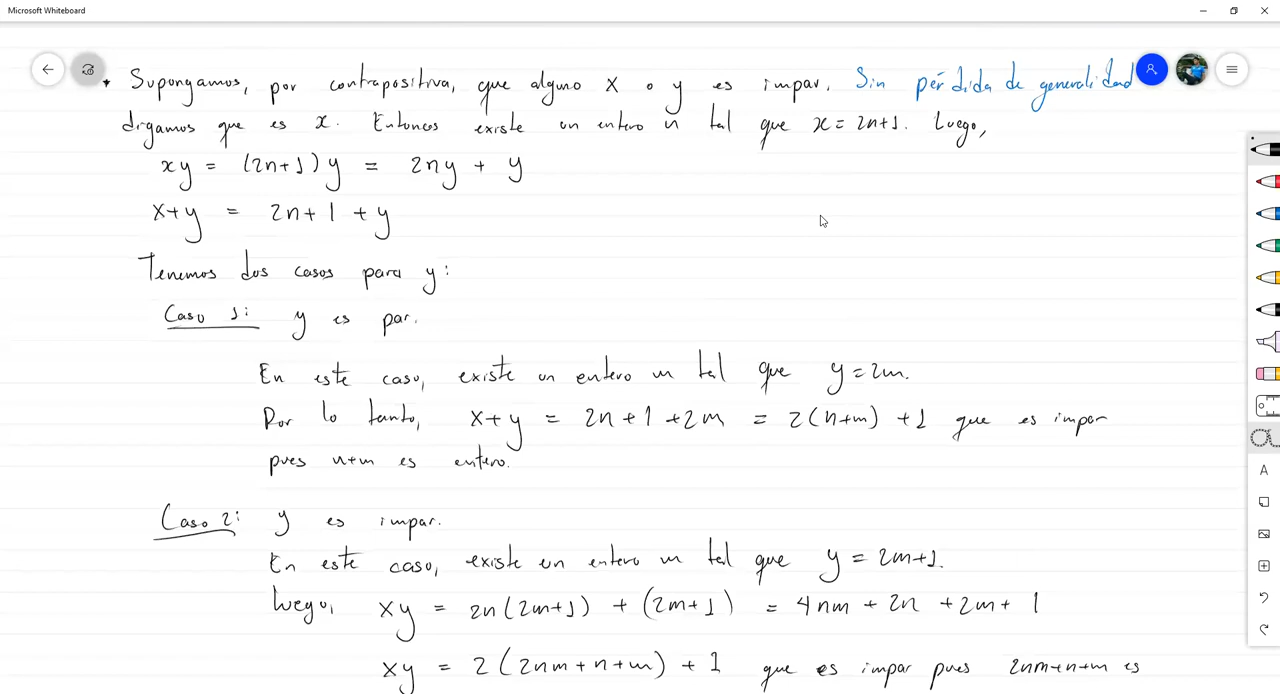 Microsoft Whiteboard
• Supongamos, por contrapositiva, que alguno x o y es impar. Sin pérdida de generalidad
digamos que es x. Entonces existe un entero n tal que x = 2n+1. Luego,
xy = (2n+1)y = 2ny + y
x+y = 2n + 1 + y
Tenemos dos casos para y:
Caso 1: y es par.
En este caso, existe un entero m tal que y = 2m.
Por lo tanto, x+y = 2n + 1 + 2m = 2(n+m) + 1 que es impar
pues n+m es entero.
Caso 2: y es impar.
En este caso, existe un entero m tal que y = 2m+1.
Luego, xy = 2n(2m+1) + (2m+1) = 4nm + 2n + 2m + 1
xy = 2(2nm+n+m) + 1 que es impar pues 2nm+n+m es